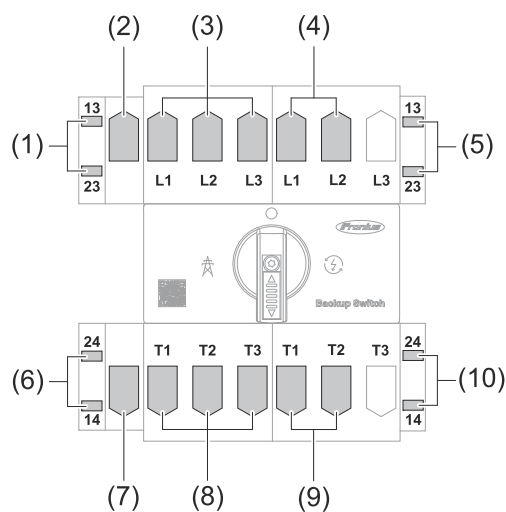 (2) (3) (4)
13 13
(1) (5)
23 L1 L2 L3 L1 L2 L3 23
Fronius
Backup Switch
24 T1 T2 T3 T1 T2 T3 24
(6) (10)
14 14
(7) (8) (9)